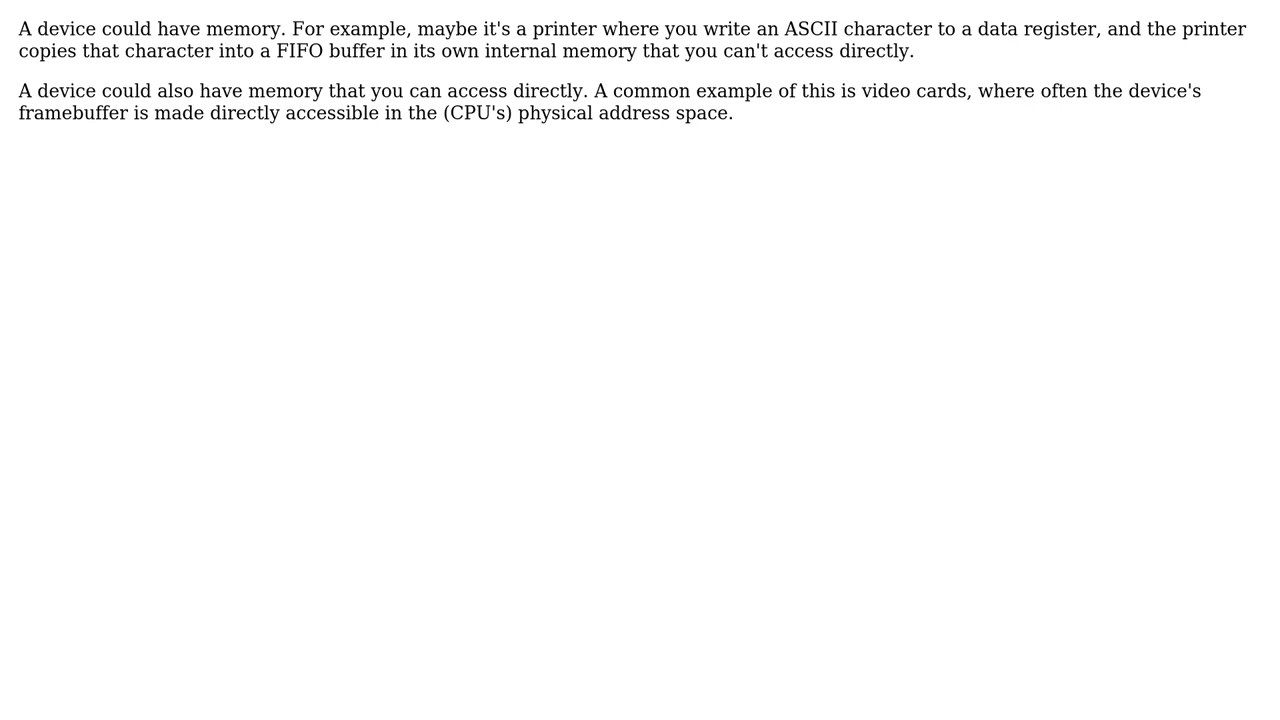 A device could have memory. For example, maybe it's a printer where you write an ASCII character to a data register, and the printer
copies that character into a FIFO buffer in its own internal memory that you can't access directly.
A device could also have memory that you can access directly. A common example of this is video cards, where often the device's
framebuffer is made directly accessible in the (CPU's) physical address space.